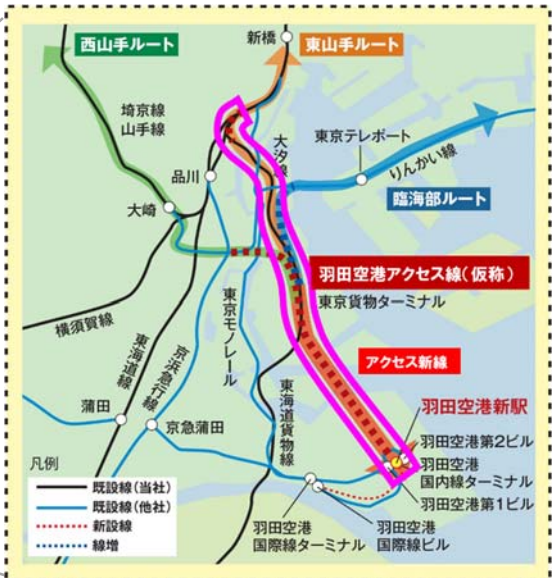 西山手ルート
新橋
東山手ルート
埼京線
山手線
大汐線
東京テレポート
りんかい線
品川
臨海部ルート
大崎
羽田空港アクセス線(仮称)
東京貨物ターミナル
横須賀線
東海道線
京浜急行線
東京モノレール
アクセス新線
東海道貨物線
羽田空港新駅
蒲田
京急蒲田
羽田空港第2ビル
羽田空港
国内線ターミナル
羽田空港第1ビル
凡例
既設線(当社)
既設線(他社)
新設線
線増
羽田空港
国際線ターミナル
羽田空港
国際線ビル